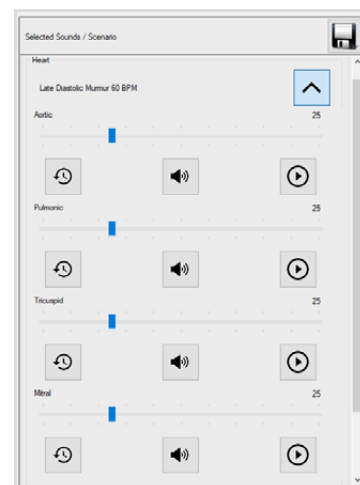 Selected Sounds / Scenario
Heart
Late Diastolic Murmur 60 BPM
Aortic 25
Pulmonic 25
Tricuspid 25
Mitral 25